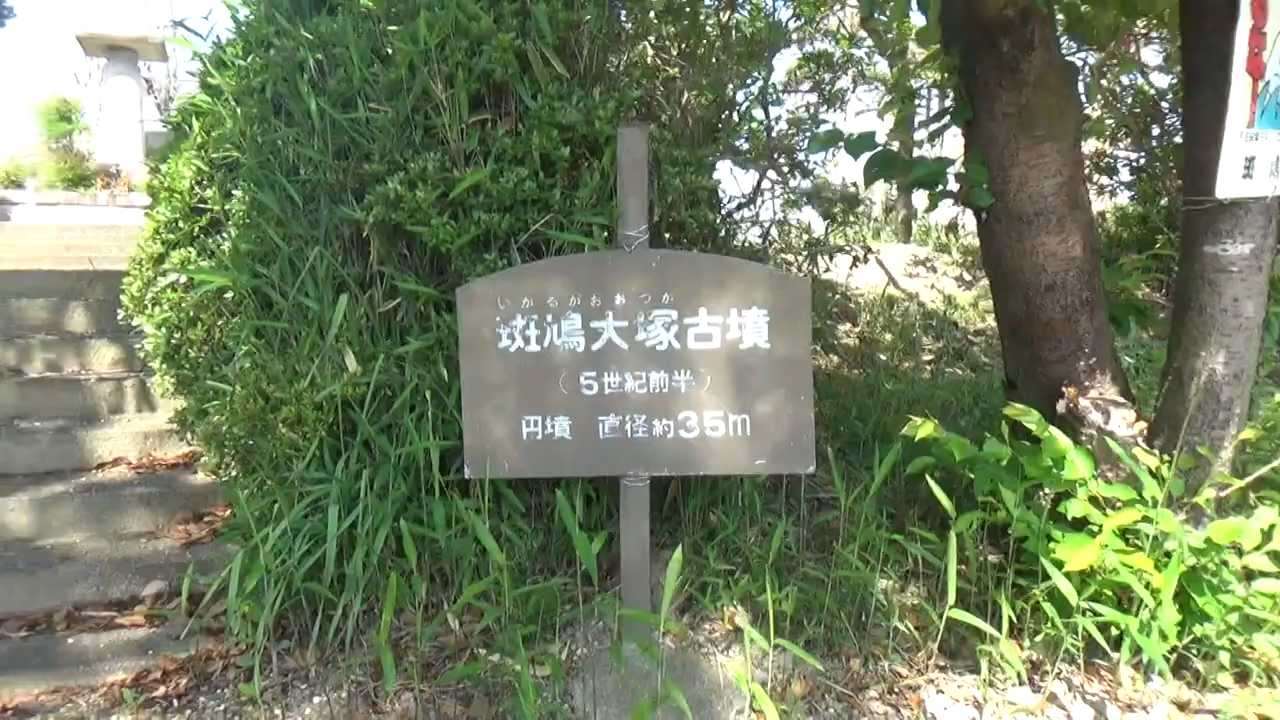 いかるがおおつか
斑鳩大塚古墳
(5世紀前半)
円墳 直径約35m